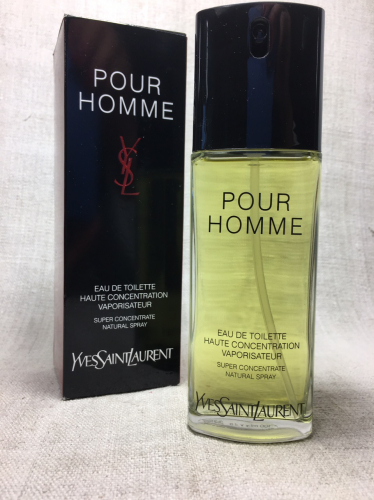 POUR
HOMME
YSL
EAU DE TOILETTE
HAUTE CONCENTRATION
VAPORISATEUR
SUPER CONCENTRATE
NATURAL SPRAY
YVESSAINTLAURENT
POUR
HOMME
EAU DE TOILETTE
HAUTE CONCENTRATION
VAPORISATEUR
SUPER CONCENTRATE
NATURAL SPRAY
YVESSAINTLAURENT